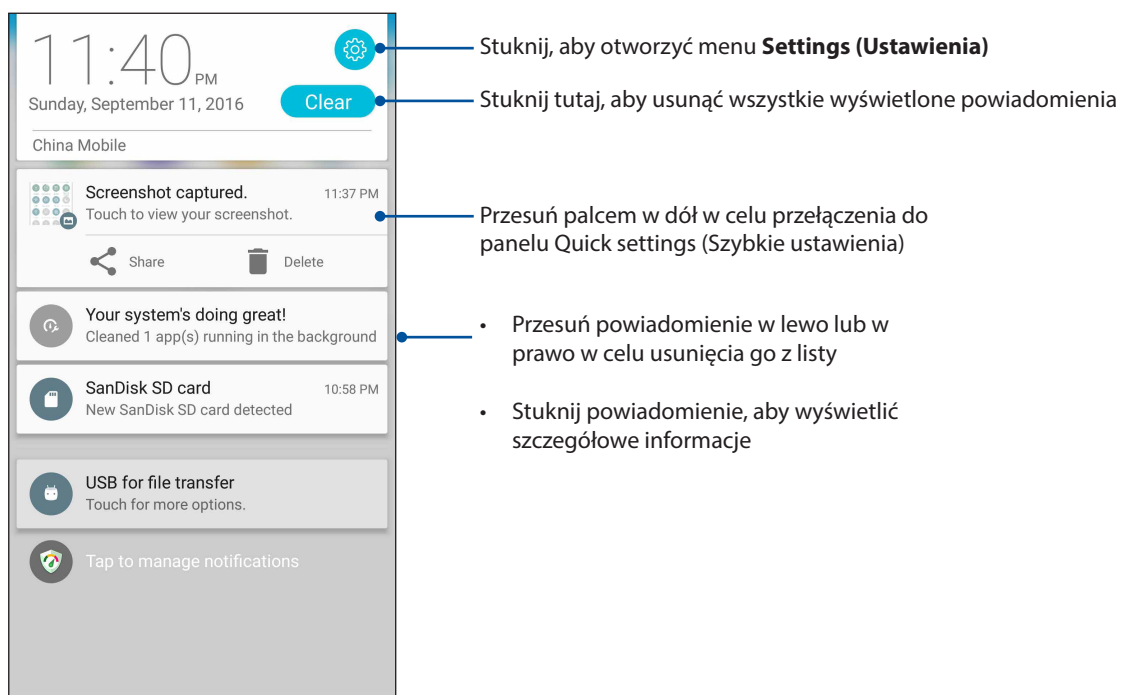 11:40 PM
Sunday, September 11, 2016
Clear
China Mobile
Screenshot captured. 11:37 PM
Touch to view your screenshot.
Share Delete
Your system's doing great!
Cleaned 1 app(s) running in the background
SanDisk SD card 10:58 PM
New SanDisk SD card detected
USB for file transfer
Touch for more options.
Tap to manage notifications
Stuknij, aby otworzyć menu Settings (Ustawienia)
Stuknij tutaj, aby usunąć wszystkie wyświetlone powiadomienia
Przesuń palcem w dół w celu przełączenia do
panelu Quick settings (Szybkie ustawienia)
• Przesuń powiadomienie w lewo lub w
prawo w celu usunięcia go z listy
• Stuknij powiadomienie, aby wyświetlić
szczegółowe informacje